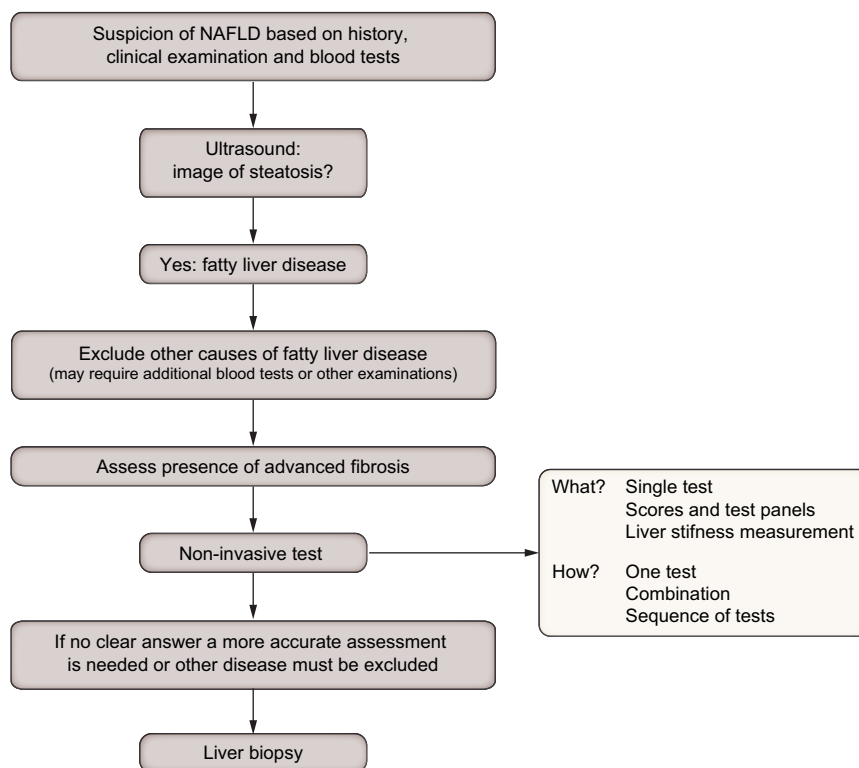 Suspicion of NAFLD based on history,
clinical examination and blood tests
Ultrasound:
image of steatosis?
Yes: fatty liver disease
Exclude other causes of fatty liver disease
(may require additional blood tests or other examinations)
Assess presence of advanced fibrosis
Non-invasive test
What? Single test
Scores and test panels
Liver stifness measurement
How? One test
Combination
Sequence of tests
If no clear answer a more accurate assessment
is needed or other disease must be excluded
Liver biopsy